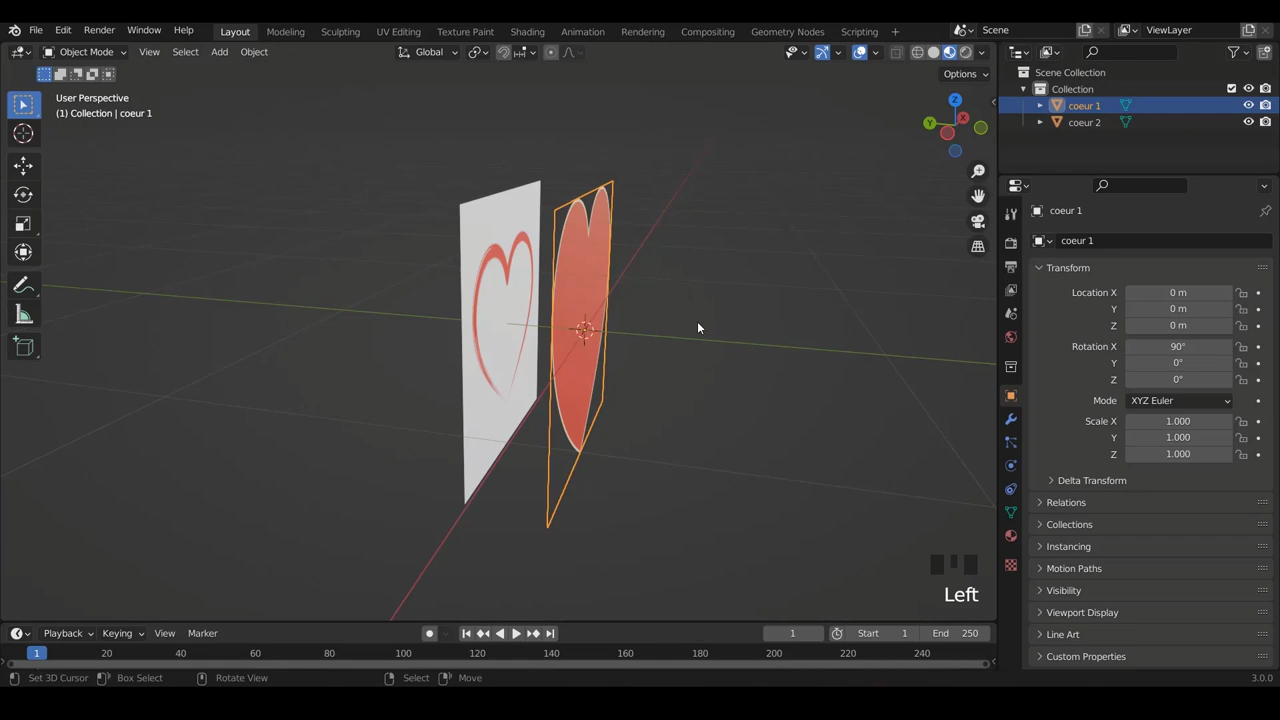 File Edit Render Window Help Layout Modeling Sculpting UV Editing Texture Paint Shading Animation Rendering Compositing Geometry Nodes Scripting + Scene ViewLayer
Object Mode View Select Add Object Global
Options
User Perspective
(1) Collection | coeur 1
Z
X
Y
Left
Scene Collection
Collection
coeur 1
coeur 2
coeur 1
coeur 1
Transform
Location X 0 m
Y 0 m
Z 0 m
Rotation X 90°
Y 0°
Z 0°
Mode XYZ Euler
Scale X 1.000
Y 1.000
Z 1.000
Delta Transform
Relations
Collections
Instancing
Motion Paths
Visibility
Viewport Display
Line Art
Custom Properties
Playback Keying View Marker 1 Start 1 End 250
1 20 40 60 80 100 120 140 160 180 200 220 240
Set 3D Cursor Box Select Rotate View Select Move 3.0.0